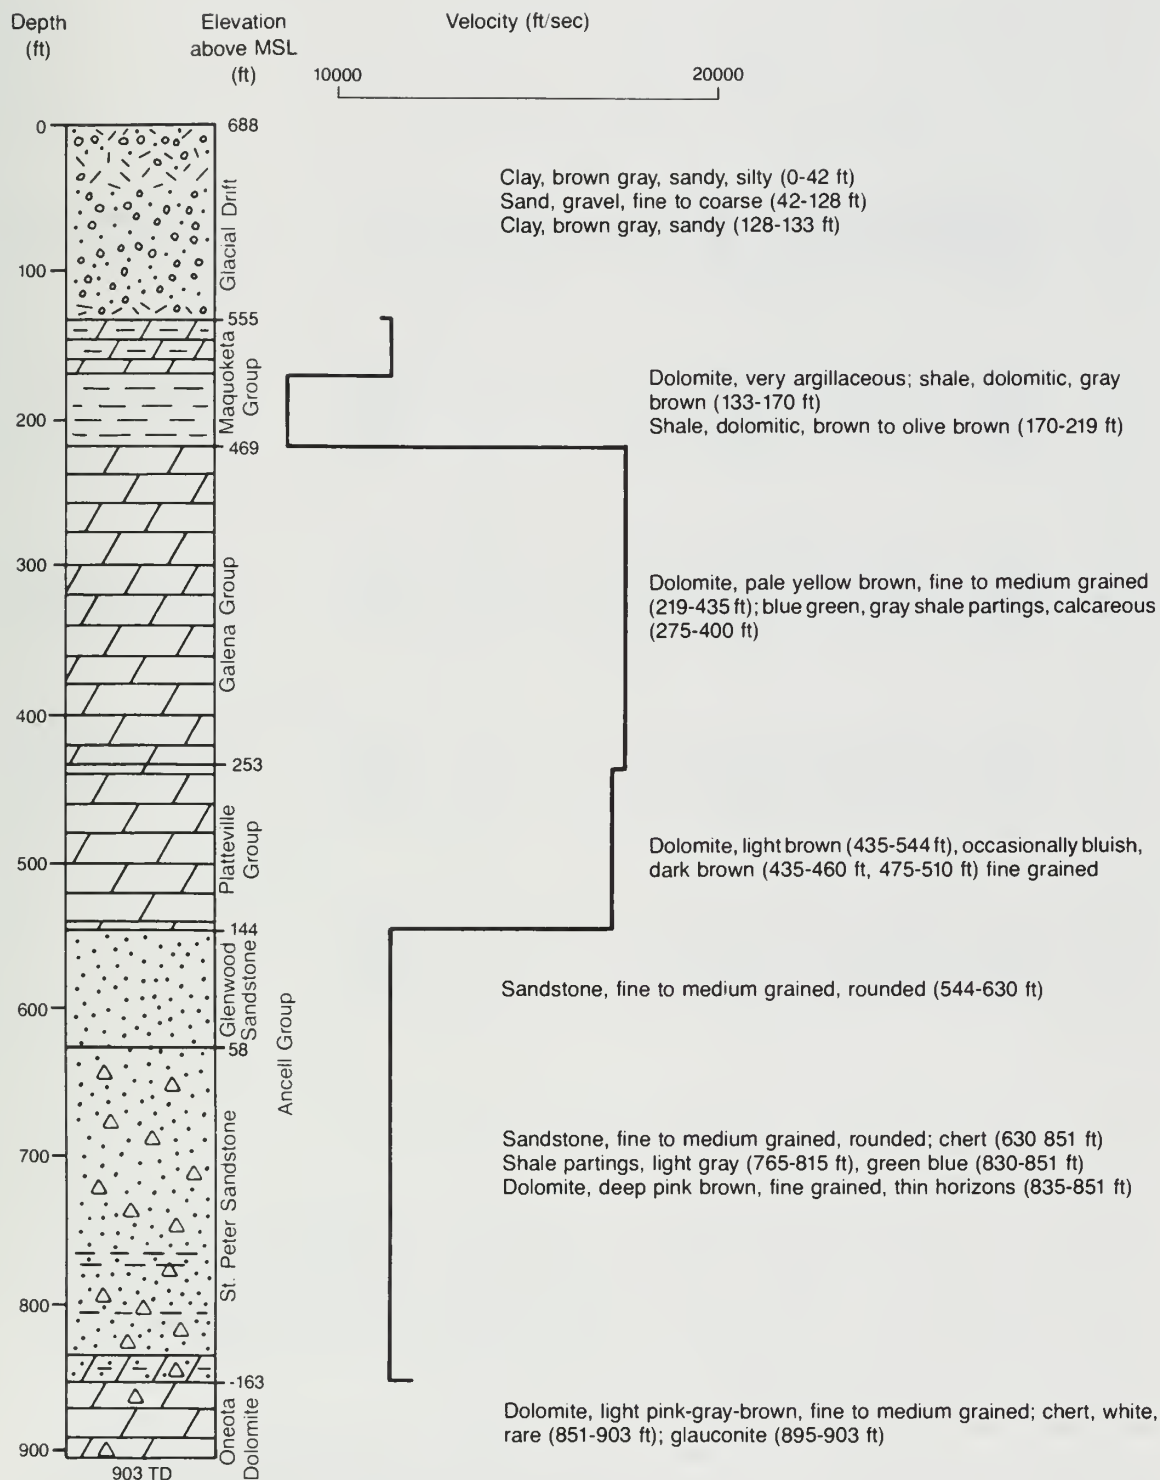 Depth
(ft)
Elevation
above MSL
(ft)
Velocity (ft/sec)
10000
20000
0
688
Clay, brown gray, sandy, silty (0-42 ft)
Sand, gravel, fine to coarse (42-128 ft)
Clay, brown gray, sandy (128-133 ft)
Glacial Drift
100
555
Maquoketa
Group
Dolomite, very argillaceous; shale, dolomitic, gray
brown (133-170 ft)
Shale, dolomitic, brown to olive brown (170-219 ft)
200
469
300
Galena Group
Dolomite, pale yellow brown, fine to medium grained
(219-435 ft); blue green, gray shale partings, calcareous
(275-400 ft)
400
253
Platteville
Group
Dolomite, light brown (435-544 ft), occasionally bluish,
dark brown (435-460 ft, 475-510 ft) fine grained
500
144
Glenwood
Sandstone
Sandstone, fine to medium grained, rounded (544-630 ft)
600
58
Ancell Group
St. Peter Sandstone
Sandstone, fine to medium grained, rounded; chert (630 851 ft)
Shale partings, light gray (765-815 ft), green blue (830-851 ft)
Dolomite, deep pink brown, fine grained, thin horizons (835-851 ft)
700
800
-163
Oneota
Dolomite
Dolomite, light pink-gray-brown, fine to medium grained; chert, white,
rare (851-903 ft); glauconite (895-903 ft)
900
903 TD